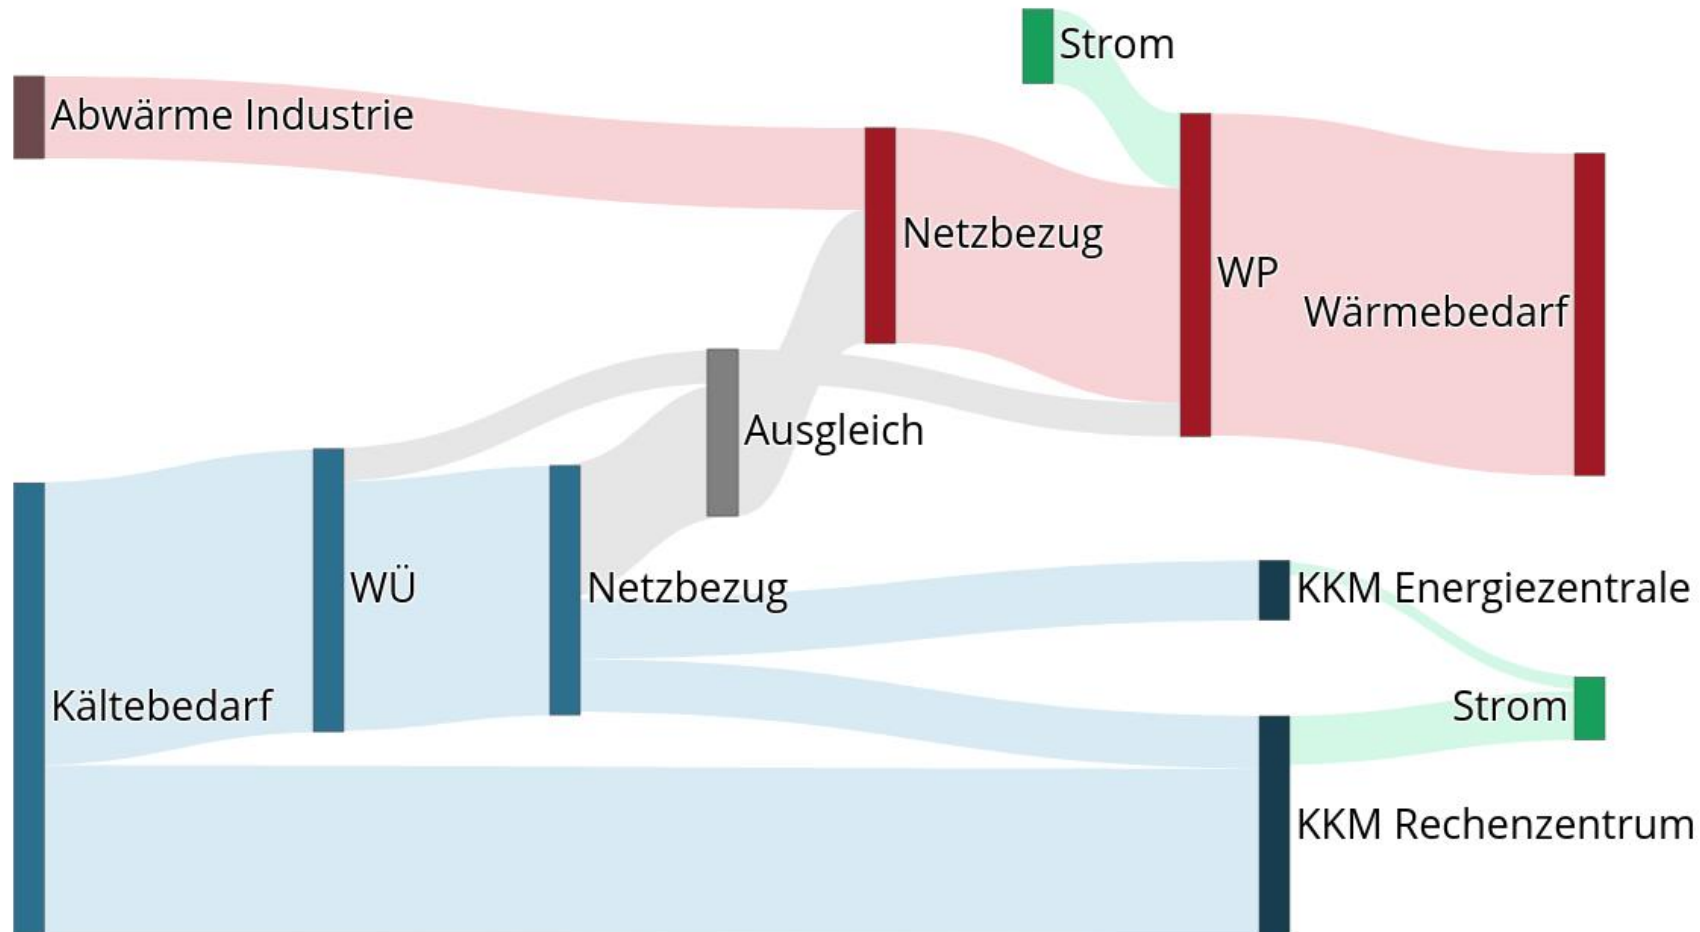 Strom
Abwärme Industrie
Netzbezug
WP
Wärmebedarf
Ausgleich
WÜ
Netzbezug
KKM Energiezentrale
Kältebedarf
Strom
KKM Rechenzentrum